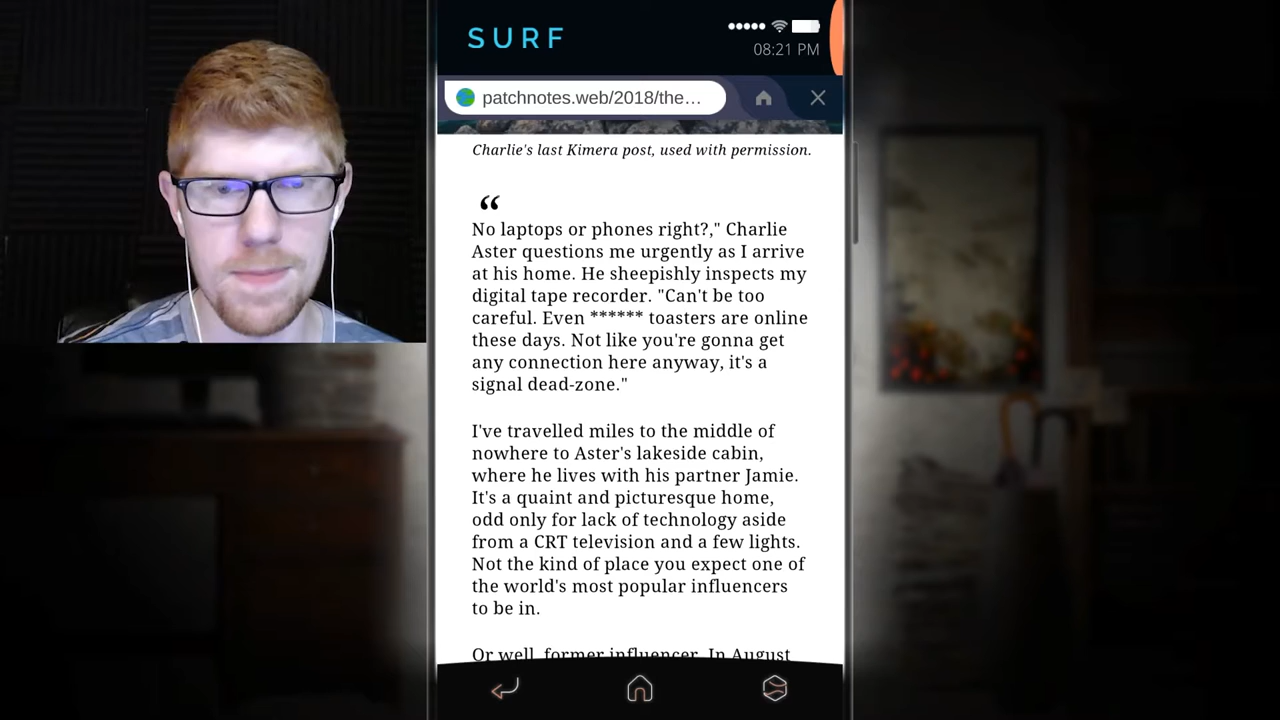 SURF
08:21 PM
patchnotes.web/2018/the…
Charlie's last Kimera post, used with permission.
“
No laptops or phones right?," Charlie
Aster questions me urgently as I arrive
at his home. He sheepishly inspects my
digital tape recorder. "Can't be too
careful. Even ****** toasters are online
these days. Not like you're gonna get
any connection here anyway, it's a
signal dead-zone."
I've travelled miles to the middle of
nowhere to Aster's lakeside cabin,
where he lives with his partner Jamie.
It's a quaint and picturesque home,
odd only for lack of technology aside
from a CRT television and a few lights.
Not the kind of place you expect one of
the world's most popular influencers
to be in.
Or well, former influencer. In August